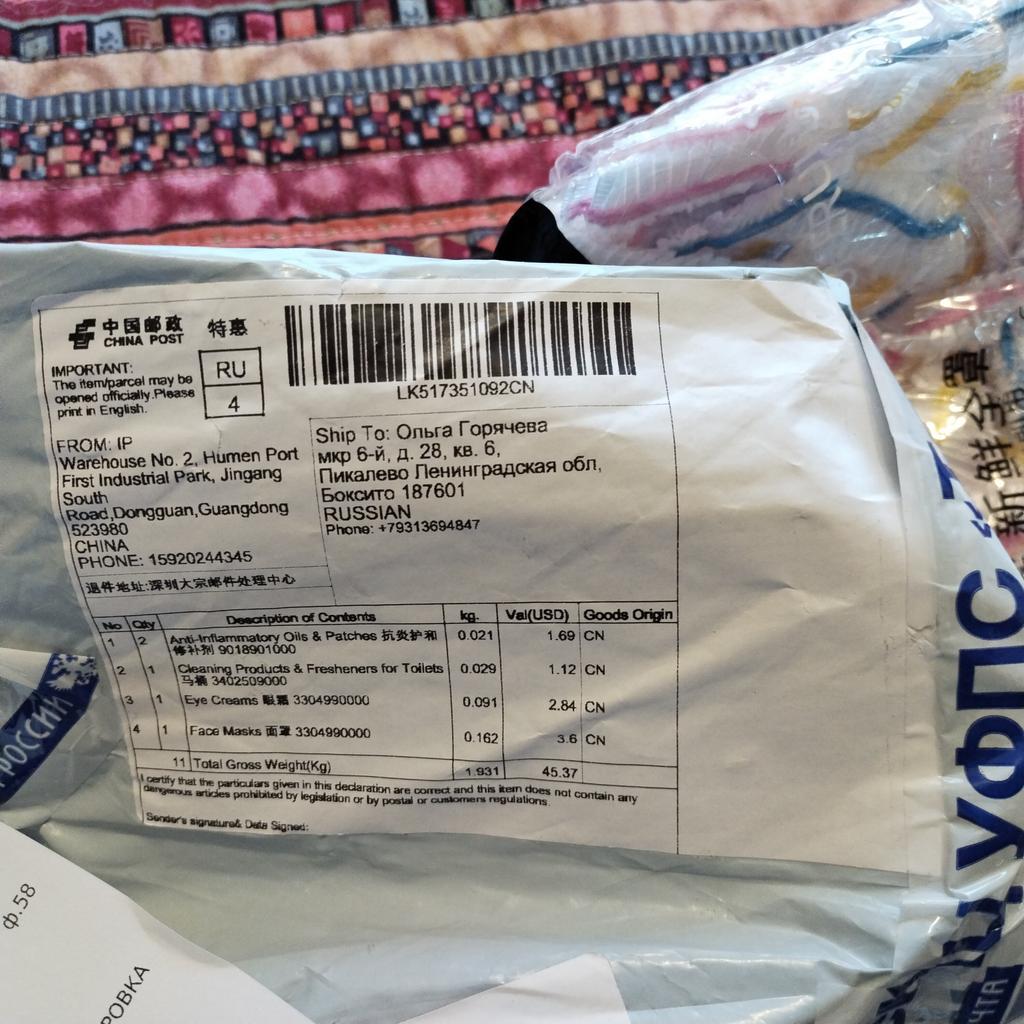 中国邮政
CHINA POST
特惠
IMPORTANT:
The item/parcel may be
opened officially.Please
print in English.
RU
4
LK517351092CN
FROM: IP
Warehouse No. 2, Humen Port
First Industrial Park, Jingang
South
Road,Dongguan,Guangdong
523980
CHINA
PHONE: 15920244345
退件地址:深圳大宗邮件处理中心
Ship To: Ольга Горячева
мкр 6-й, д. 28, кв. 6,
Пикалево Ленинградская обл,
Боксито 187601
RUSSIAN
Phone: +79313694847
No Qty Description of Contents kg. Val(USD) Goods Origin
1 2 Anti-Inflammatory Oils & Patches 抗炎护和 0.021 1.69 CN
修补剂 9018901000
2 1 Cleaning Products & Fresheners for Toilets 0.029 1.12 CN
马桶 3402509000
3 1 Eye Creams 眼霜 3304990000 0.091 2.84 CN
4 1 Face Masks 面罩 3304990000 0.162 3.6 CN
11 Total Gross Weight(Kg) 1.931 45.37
I certify that the particulars given in this declaration are correct and this item does not contain any
dangerous articles prohibited by legislation or by postal or customers regulations.
Sender's signature& Data Signed:
РОССИИ
ф.58
РОВКА
ЦУФПС
新鲜孕罩